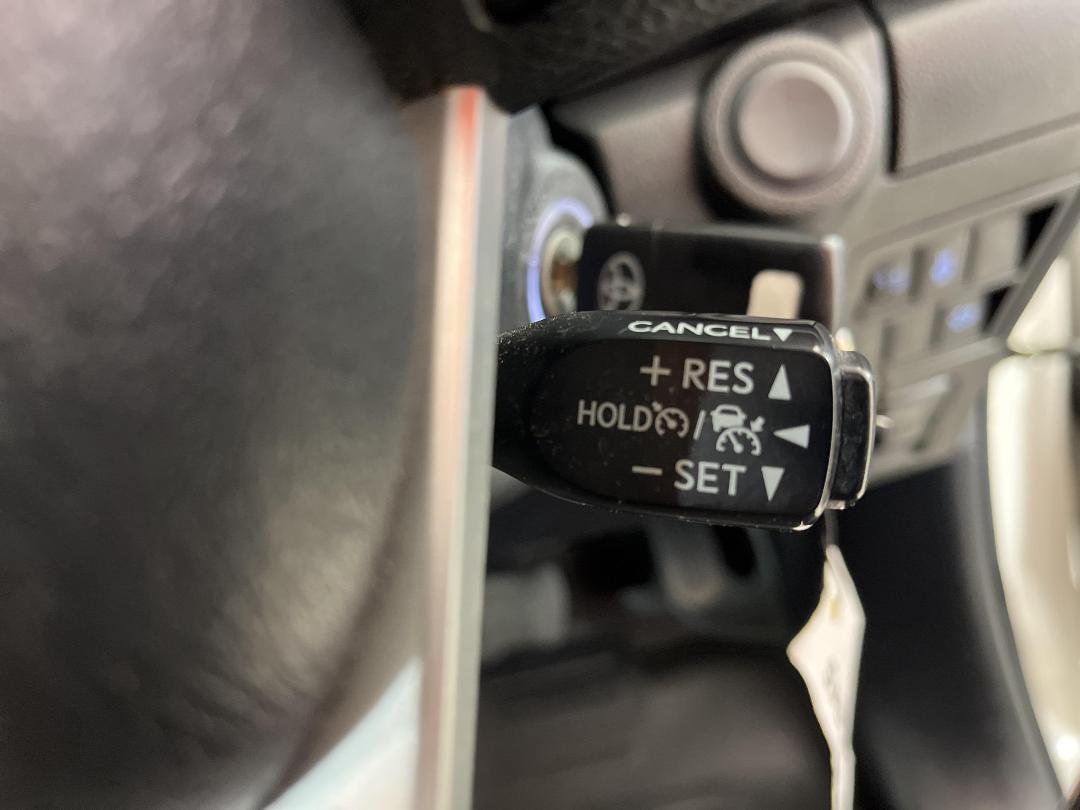 CANCEL▼
+ RES ▲
HOLD /  ◀
− SET ▼